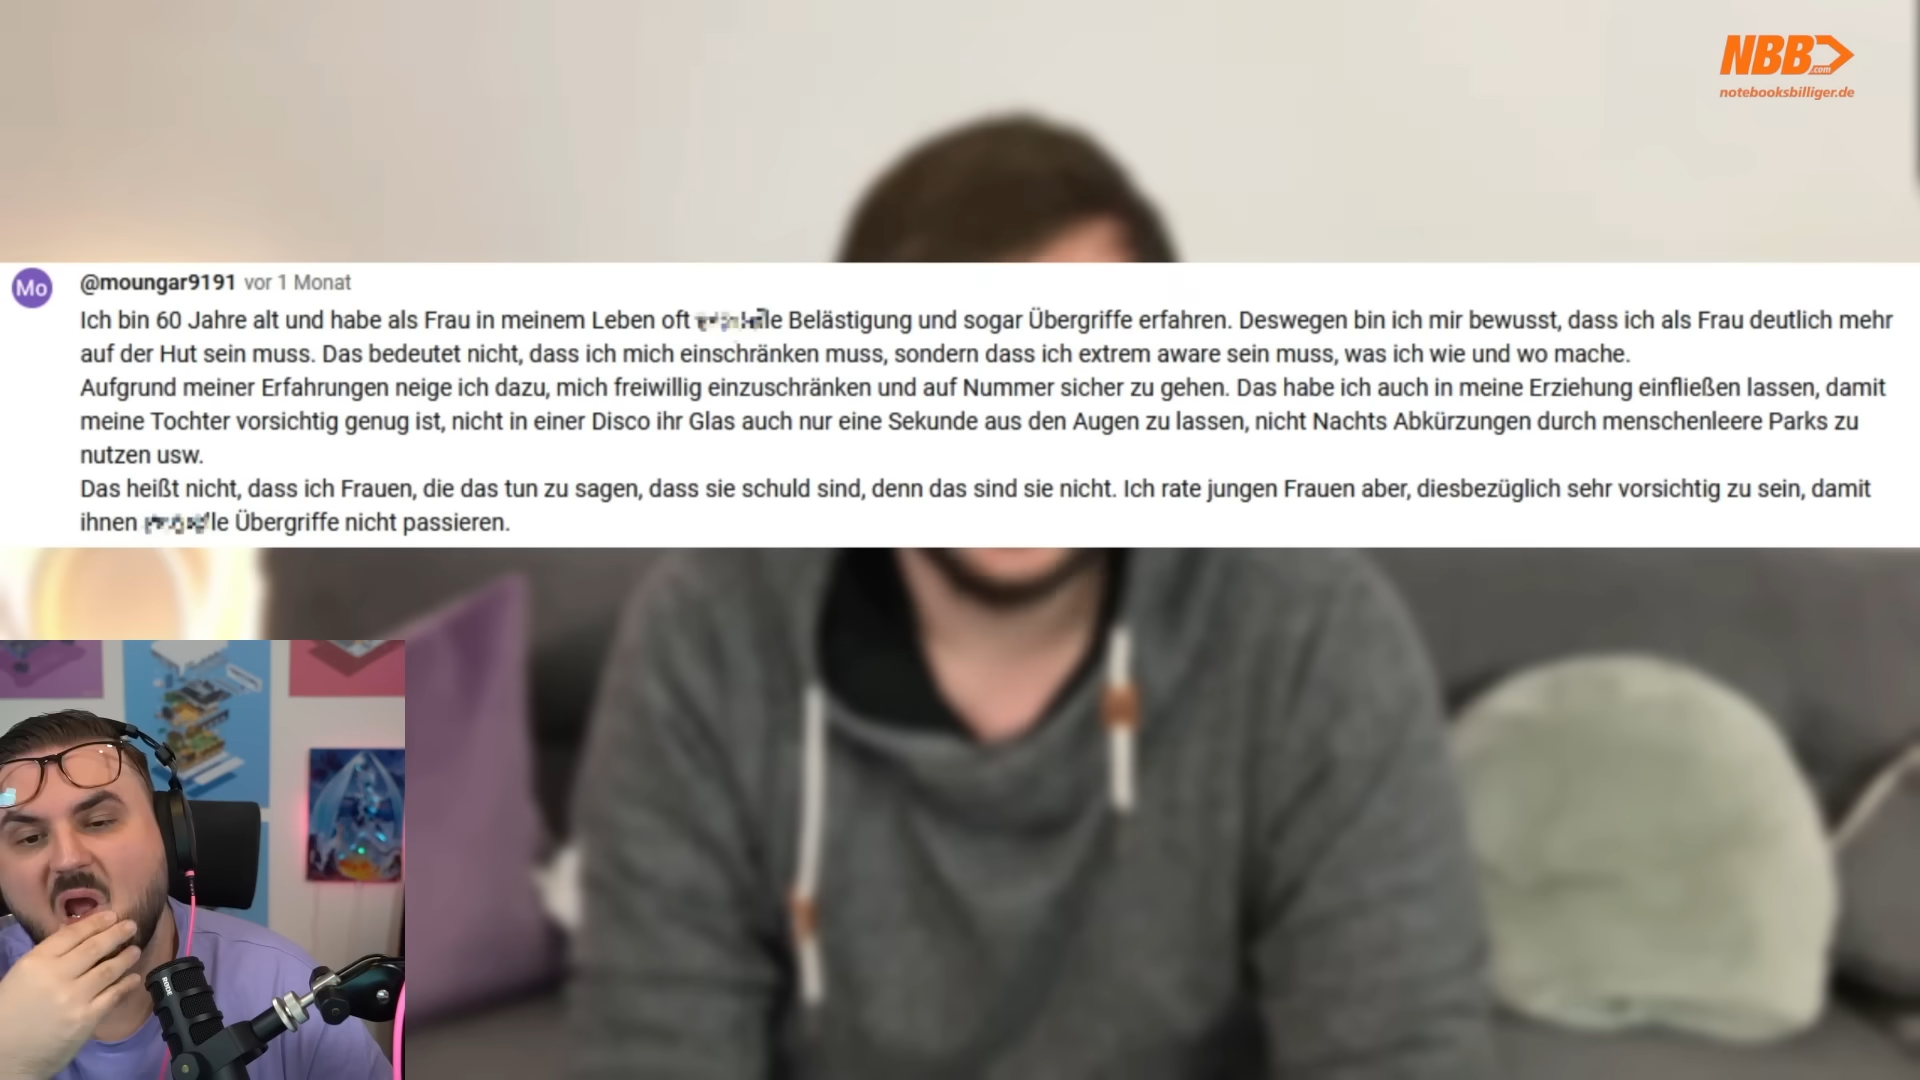 NBB.com
notebooksbilliger.de
Mo
@moungar9191 vor 1 Monat
Ich bin 60 Jahre alt und habe als Frau in meinem Leben oft le Belästigung und sogar Übergriffe erfahren. Deswegen bin ich mir bewusst, dass ich als Frau deutlich mehr
auf der Hut sein muss. Das bedeutet nicht, dass ich mich einschränken muss, sondern dass ich extrem aware sein muss, was ich wie und wo mache.
Aufgrund meiner Erfahrungen neige ich dazu, mich freiwillig einzuschränken und auf Nummer sicher zu gehen. Das habe ich auch in meine Erziehung einfließen lassen, damit
meine Tochter vorsichtig genug ist, nicht in einer Disco ihr Glas auch nur eine Sekunde aus den Augen zu lassen, nicht Nachts Abkürzungen durch menschenleere Parks zu
nutzen usw.
Das heißt nicht, dass ich Frauen, die das tun zu sagen, dass sie schuld sind, denn das sind sie nicht. Ich rate jungen Frauen aber, diesbezüglich sehr vorsichtig zu sein, damit
ihnen le Übergriffe nicht passieren.
RODE